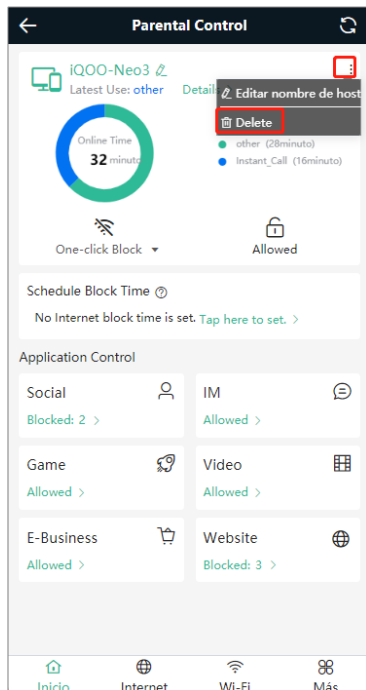 Parental Control
iQOO-Neo3
Latest Use: other
Editar nombre de host
Delete
Online Time
32 minuto
other (28minuto)
Instant_Call (16minuto)
One-click Block
Allowed
Schedule Block Time
No Internet block time is set. Tap here to set. >
Application Control
Social
Blocked: 2 >
IM
Allowed >
Game
Allowed >
Video
Allowed >
E-Business
Allowed >
Website
Blocked: 3 >
Inicio
Internet
Wi-Fi
Más